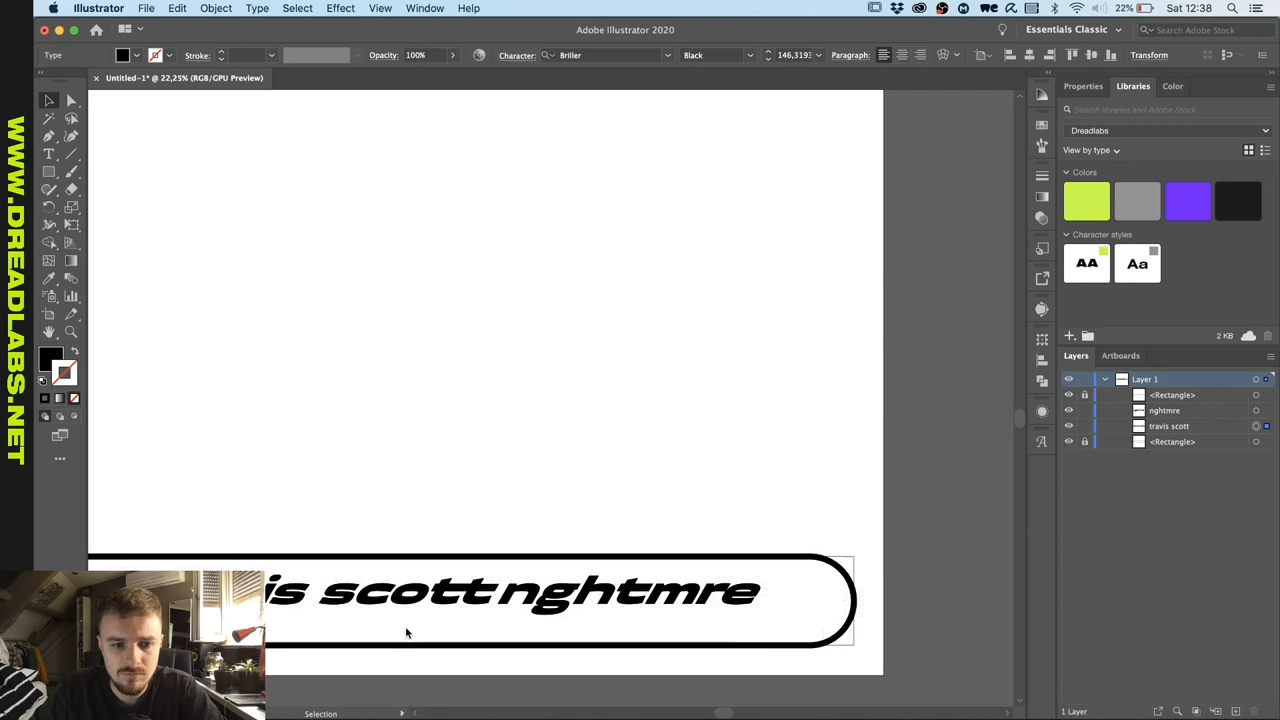 Illustrator File Edit Object Type Select Effect View Window Help 22% Sat 12:38
Adobe Illustrator 2020
Essentials Classic
Search Illustrator Help
Type Stroke: Opacity: 100% Character: Briller Black 146,319 Paragraph: Transform
Untitled-1* @ 22,25% (RGB/GPU Preview)
WWW.DREADLABS.NET
is scott nghtmre
Selection
Properties Libraries Color
Search libraries and Adobe Stock
Dreadlabs
View by type
Colors
Character styles
AA Aa
2 KB
Layers Artboards
Layer 1
<Rectangle>
nghtmre
travis scott
<Rectangle>
1 Layer